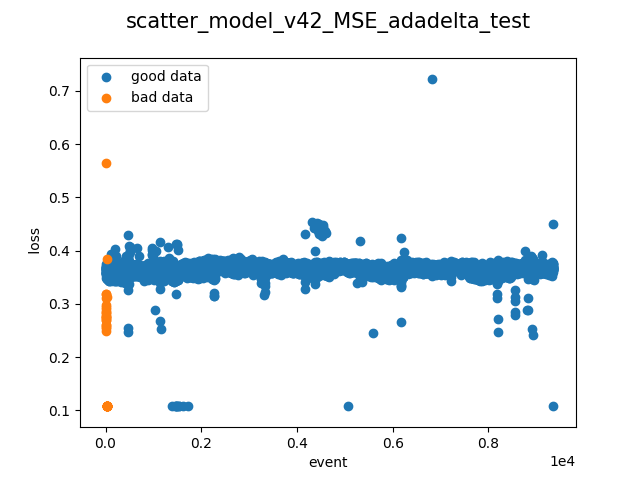 scatter_model_v42_MSE_adadelta_test
good data
bad data
0.7
0.6
0.5
0.4
0.3
0.2
0.1
loss
0.0
0.2
0.4
0.6
0.8
event
1e4